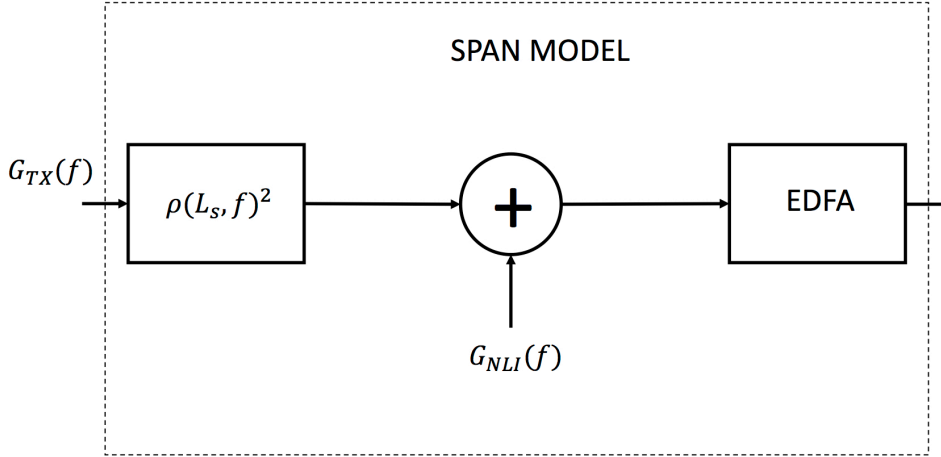 SPAN MODEL
G_{TX}(f)
ρ(L_s, f)^2
+
EDFA
G_{NLI}(f)